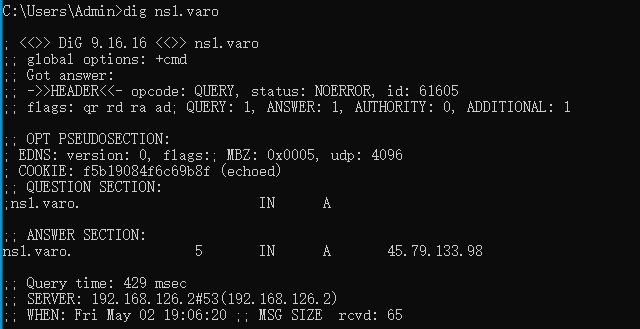 C:\Users\Admin>dig ns1.varo
; <<>> DiG 9.16.16 <<>> ns1.varo
;; global options: +cmd
;; Got answer:
;; ->>HEADER<<- opcode: QUERY, status: NOERROR, id: 61605
;; flags: qr rd ra ad; QUERY: 1, ANSWER: 1, AUTHORITY: 0, ADDITIONAL: 1
;; OPT PSEUDOSECTION:
; EDNS: version: 0, flags:; MBZ: 0x0005, udp: 4096
; COOKIE: f5b19084f6c69b8f (echoed)
;; QUESTION SECTION:
;ns1.varo. IN A
;; ANSWER SECTION:
ns1.varo. 5 IN A 45.79.133.98
;; Query time: 429 msec
;; SERVER: 192.168.126.2#53(192.168.126.2)
;; WHEN: Fri May 02 19:06:20 ;; MSG SIZE rcvd: 65